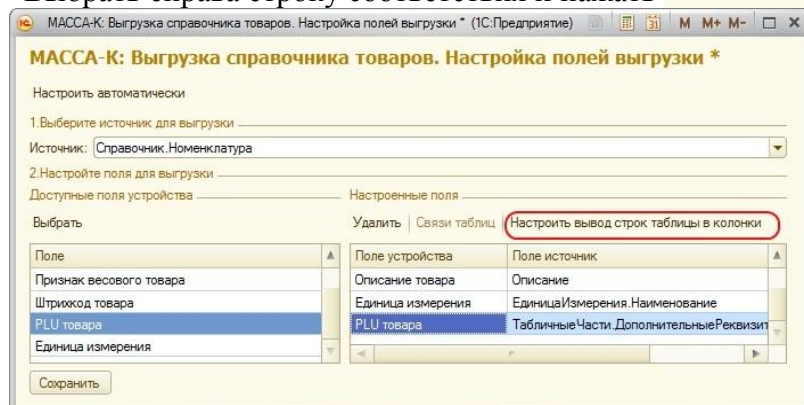 Выбрать справа строку соответствия и нажать
МАССА-К: Выгрузка справочника товаров. Настройка полей выгрузки * (1С:Предприятие) M M+ M-
МАССА-К: Выгрузка справочника товаров. Настройка полей выгрузки *
Настроить автоматически
1.Выберите источник для выгрузки
Источник: Справочник.Номенклатура
2.Настройте поля для выгрузки
Доступные поля устройства Настроенные поля
Выбрать Удалить Связи таблиц Настроить вывод строк таблицы в колонки
Поле Поле устройства Поле источник
Признак весового товара Описание товара Описание
Штрихкод товара Единица измерения ЕдиницаИзмерения.Наименование
PLU товара PLU товара ТабличныеЧасти.ДополнительныеРеквизит
Единица измерения
Сохранить